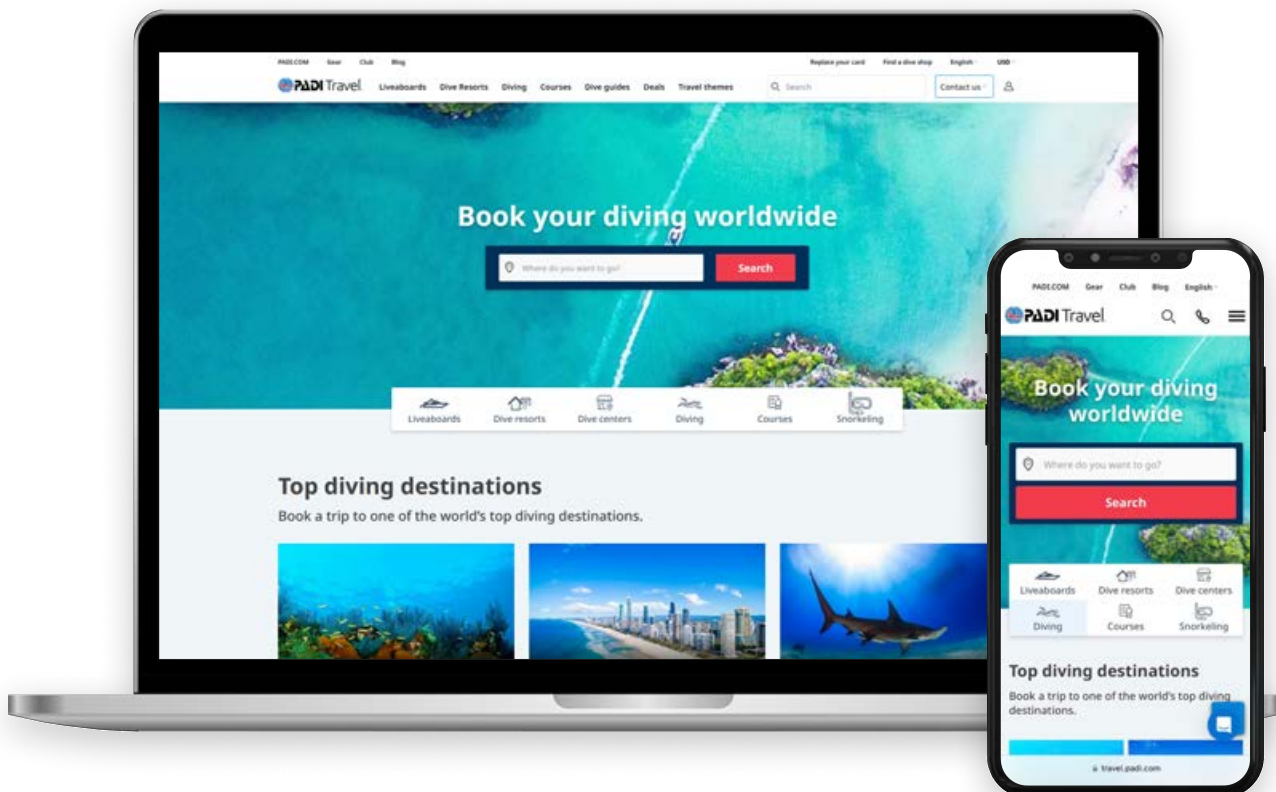 PADI.COM Gear Club Blog Replace your card Find a dive shop English USD
PADI Travel Liveaboards Dive Resorts Diving Courses Dive guides Deals Travel themes Search Contact us
Book your diving worldwide
Where do you want to go? Search
Liveaboards Dive resorts Dive centers Diving Courses Snorkeling
Top diving destinations
Book a trip to one of the world's top diving destinations.
PADI.COM Gear Club Blog English
PADI Travel
Book your diving
worldwide
Where do you want to go?
Search
Liveaboards Dive resorts Dive centers
Diving Courses Snorkeling
Top diving destinations
Book a trip to one of the world's top diving
destinations.
travel.padi.com